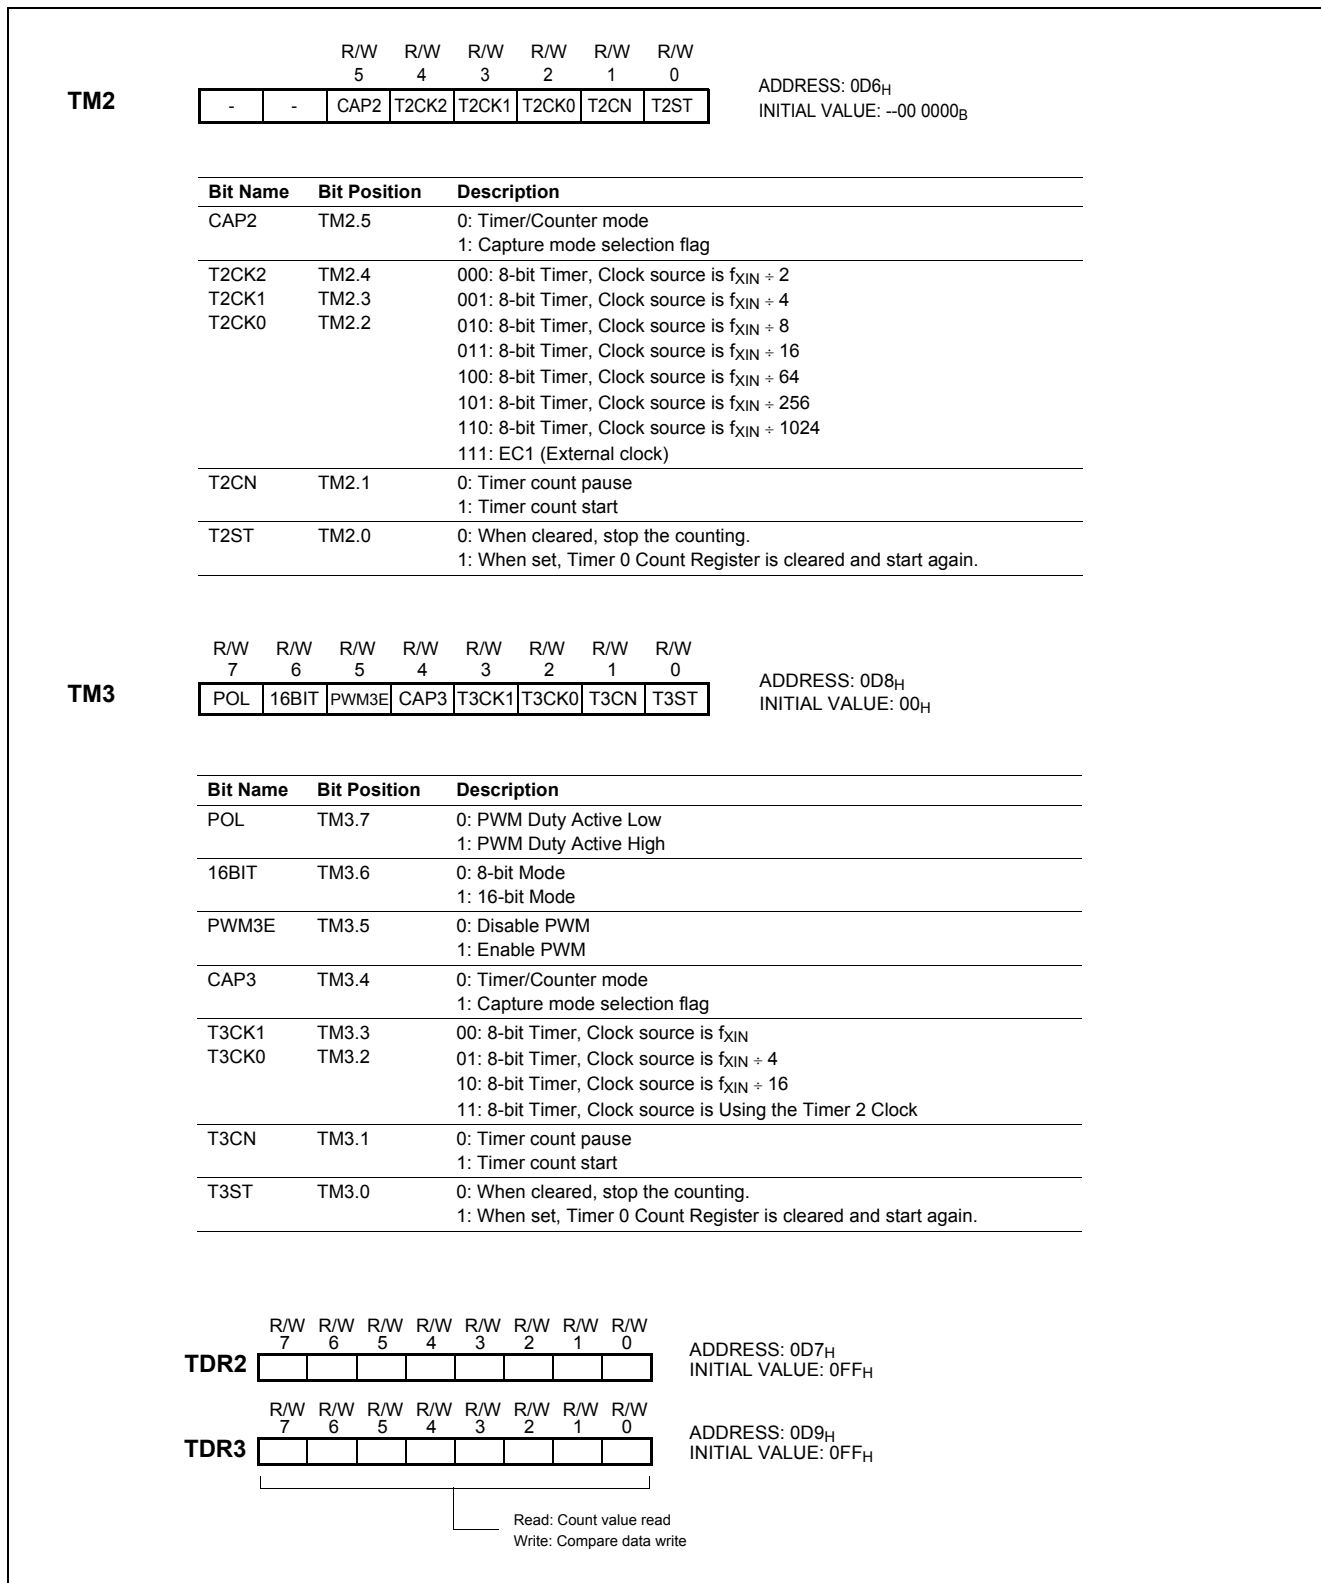 R/W R/W R/W R/W R/W R/W
5 4 3 2 1 0
TM2 - - CAP2 T2CK2 T2CK1 T2CK0 T2CN T2ST
ADDRESS: 0D6H
INITIAL VALUE: --00 0000B
Bit Name Bit Position Description
CAP2 TM2.5 0: Timer/Counter mode
1: Capture mode selection flag
T2CK2 TM2.4 000: 8-bit Timer, Clock source is fXIN ÷ 2
T2CK1 TM2.3 001: 8-bit Timer, Clock source is fXIN ÷ 4
T2CK0 TM2.2 010: 8-bit Timer, Clock source is fXIN ÷ 8
011: 8-bit Timer, Clock source is fXIN ÷ 16
100: 8-bit Timer, Clock source is fXIN ÷ 64
101: 8-bit Timer, Clock source is fXIN ÷ 256
110: 8-bit Timer, Clock source is fXIN ÷ 1024
111: EC1 (External clock)
T2CN TM2.1 0: Timer count pause
1: Timer count start
T2ST TM2.0 0: When cleared, stop the counting.
1: When set, Timer 0 Count Register is cleared and start again.
R/W R/W R/W R/W R/W R/W R/W R/W
7 6 5 4 3 2 1 0
TM3 POL 16BIT PWM3E CAP3 T3CK1 T3CK0 T3CN T3ST
ADDRESS: 0D8H
INITIAL VALUE: 00H
Bit Name Bit Position Description
POL TM3.7 0: PWM Duty Active Low
1: PWM Duty Active High
16BIT TM3.6 0: 8-bit Mode
1: 16-bit Mode
PWM3E TM3.5 0: Disable PWM
1: Enable PWM
CAP3 TM3.4 0: Timer/Counter mode
1: Capture mode selection flag
T3CK1 TM3.3 00: 8-bit Timer, Clock source is fXIN
T3CK0 TM3.2 01: 8-bit Timer, Clock source is fXIN ÷ 4
10: 8-bit Timer, Clock source is fXIN ÷ 16
11: 8-bit Timer, Clock source is Using the Timer 2 Clock
T3CN TM3.1 0: Timer count pause
1: Timer count start
T3ST TM3.0 0: When cleared, stop the counting.
1: When set, Timer 0 Count Register is cleared and start again.
R/W R/W R/W R/W R/W R/W R/W R/W
7 6 5 4 3 2 1 0
TDR2
ADDRESS: 0D7H
INITIAL VALUE: 0FFH
R/W R/W R/W R/W R/W R/W R/W R/W
7 6 5 4 3 2 1 0
TDR3
ADDRESS: 0D9H
INITIAL VALUE: 0FFH
Read: Count value read
Write: Compare data write